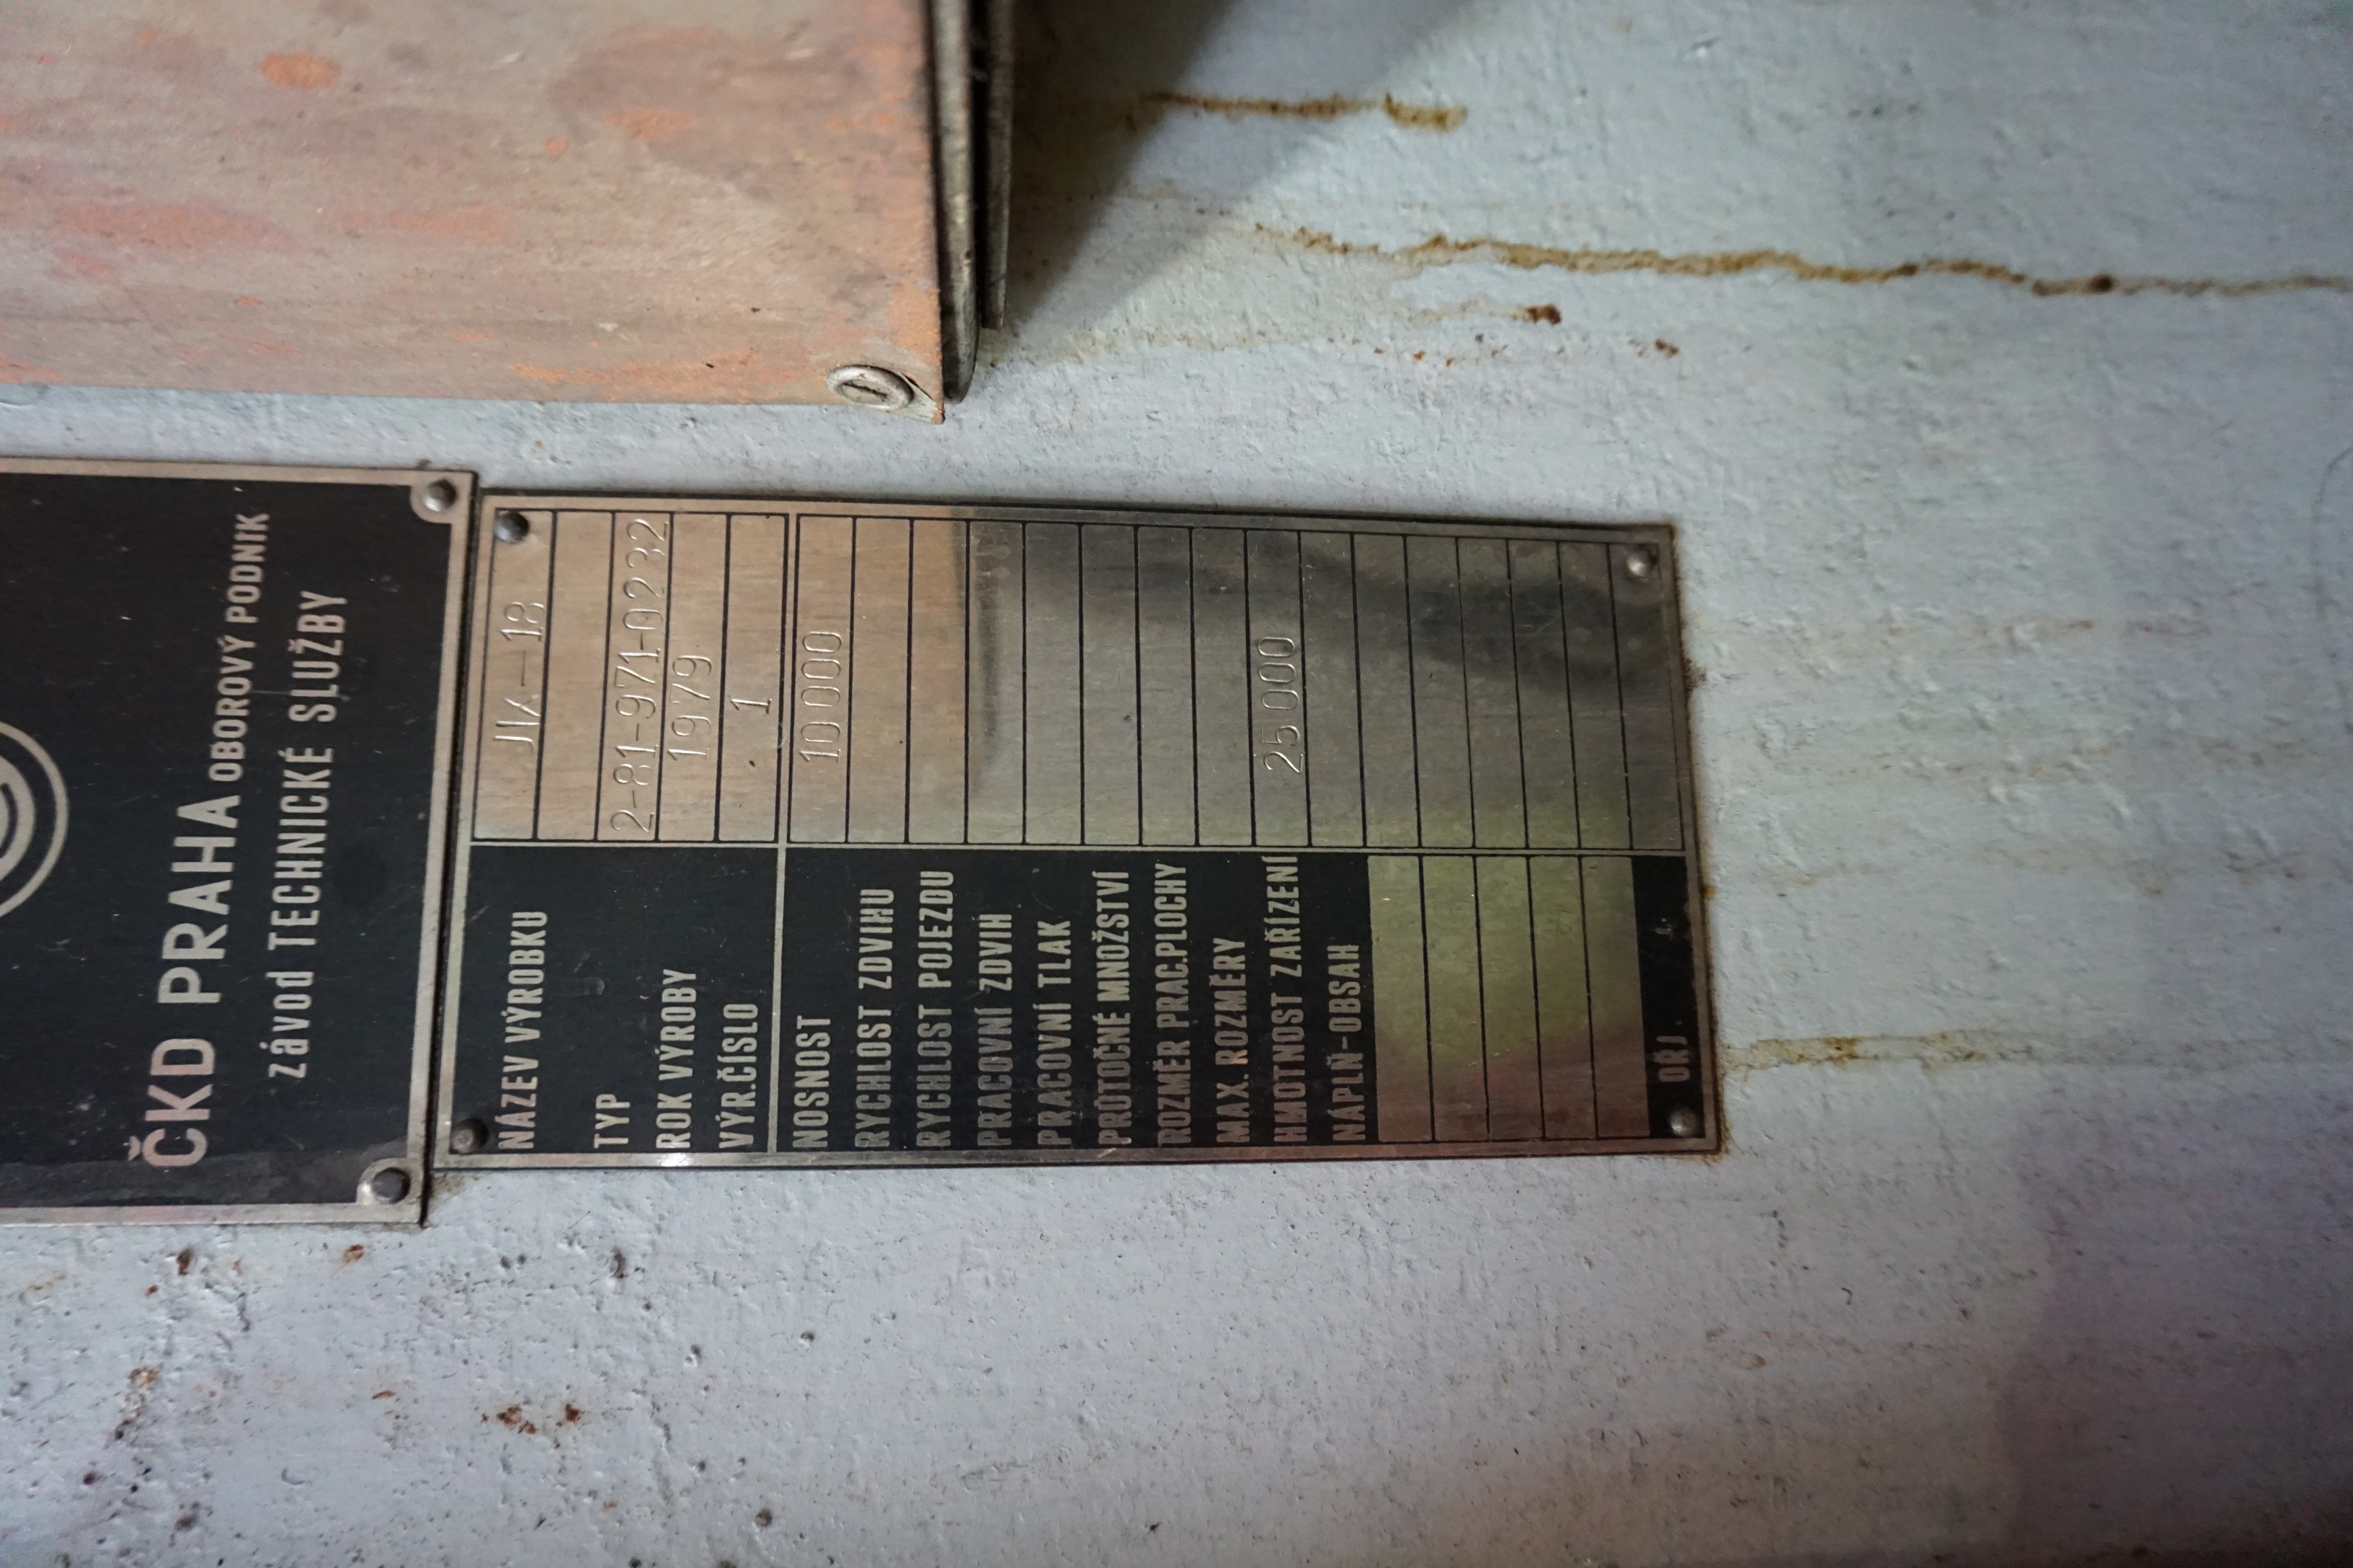 ČKD PRAHA OBOROVÝ PODNIK
závod TECHNICKÉ SLUŽBY
NÁZEV VÝROBKU JVK-18
TYP 2-81-971-0232
ROK VÝROBY 1979
VÝR.ČÍSLO 1
NOSNOST 10 000
RYCHLOST ZDVIHU
RYCHLOST POJEZDU
PRACOVNÍ ZDVIH
PRACOVNÍ TLAK
PRŮTOČNÉ MNOŽSTVÍ
ROZMĚR PRAC.PLOCHY
MAX. ROZMĚRY
HMOTNOST ZAŘÍZENÍ 25 000
NÁPLŇ-OBSAH
OŘJ